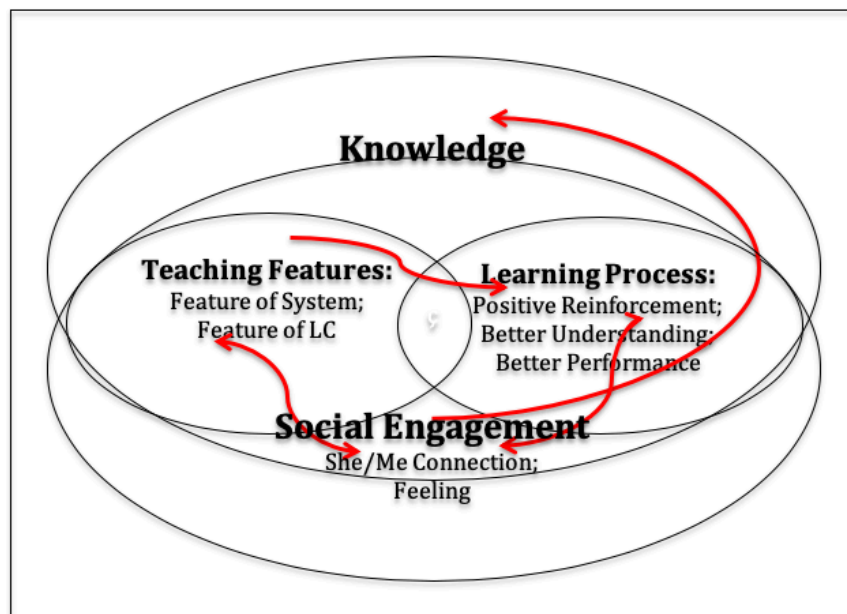 Knowledge
Teaching Features:
Feature of System;
Feature of LC
Learning Process:
Positive Reinforcement;
Better Understanding;
Better Performance
Social Engagement
She/Me Connection;
Feeling